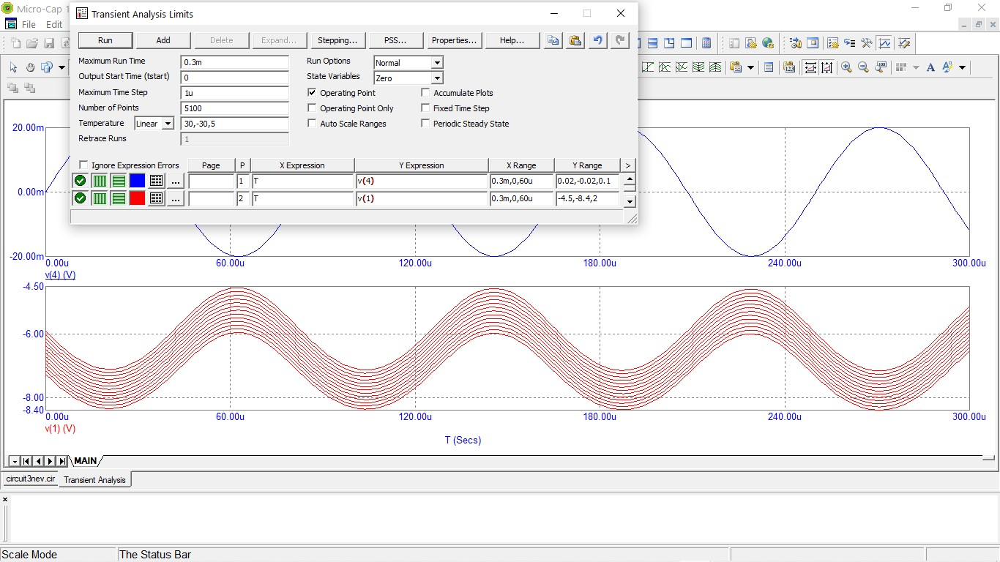 12 Micro-Cap 1
Transient Analysis Limits
File Edit
Run Add Delete Expand... Stepping... PSS... Properties... Help...
Maximum Run Time 0.3m Run Options Normal
Output Start Time (tstart) 0 State Variables Zero
Maximum Time Step 1u Operating Point Accumulate Plots
Number of Points 5100 Operating Point Only Fixed Time Step
Temperature Linear 30,-30,5 Auto Scale Ranges Periodic Steady State
Retrace Runs 1
Ignore Expression Errors Page P X Expression Y Expression X Range Y Range >
... 1 T v(4) 0.3m,0,60u 0.02,-0.02,0.1
... 2 T v(1) 0.3m,0,60u -4.5,-8.4,2
20.00m
0.00m
-20.00m
0.00u 60.00u 120.00u 180.00u 240.00u 300.00u
v(4) (V)
-4.50
-6.00
-8.00
-8.40
0.00u 60.00u 120.00u 180.00u 240.00u 300.00u
v(1) (V)
T (Secs)
MAIN
circuit3nev.cir Transient Analysis
Scale Mode The Status Bar